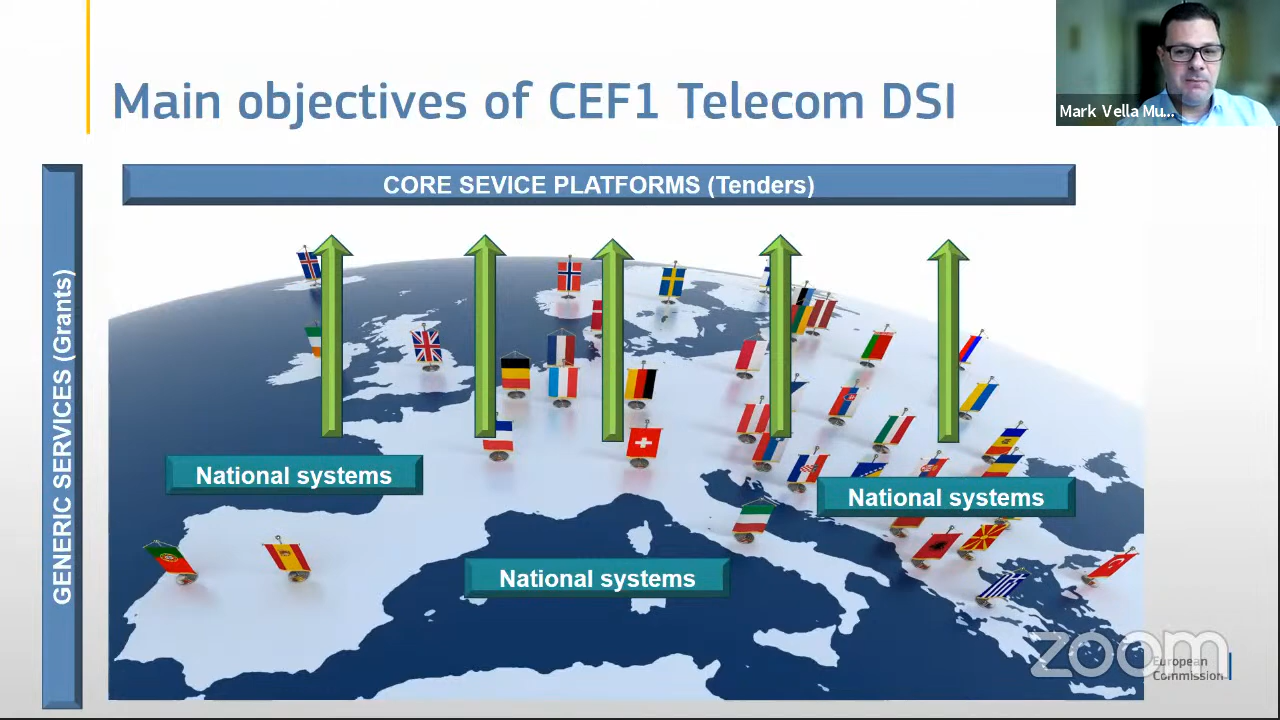 Main objectives of CEF1 Telecom DSI
Mark Vella Mu...
CORE SEVICE PLATFORMS (Tenders)
GENERIC SERVICES (Grants)
National systems
National systems
National systems
zoom
European
Commission